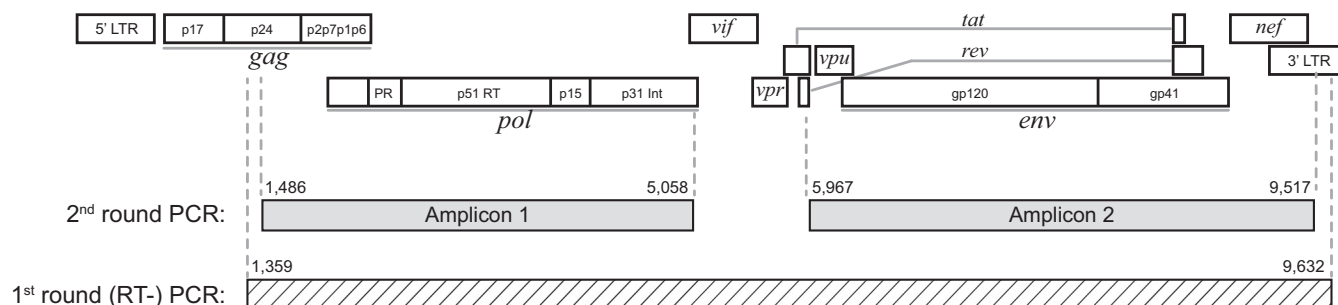 5' LTR p17 p24 p2p7p1p6 vif tat nef
gag vpu rev 3' LTR
PR p51 RT p15 p31 Int vpr gp120 gp41
pol env
1,486 5,058 5,967 9,517
2nd round PCR: Amplicon 1 Amplicon 2
1,359 9,632
1st round (RT-) PCR: